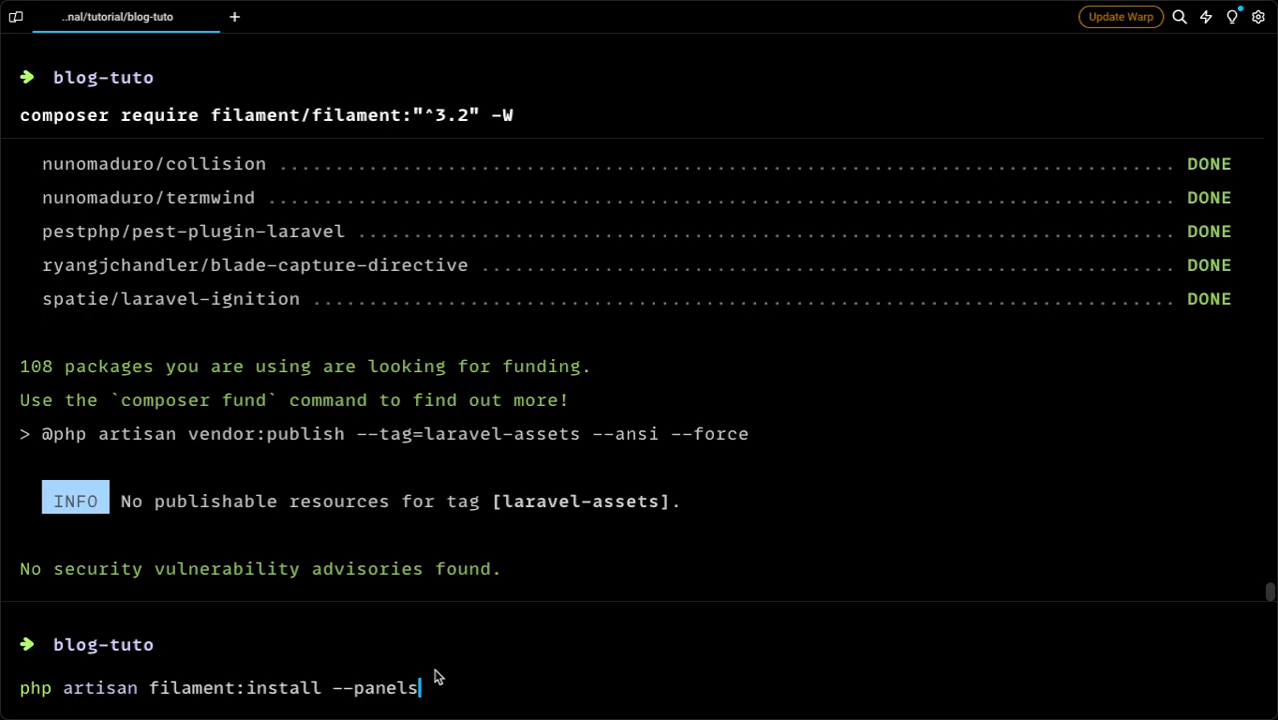 ..nal/tutorial/blog-tuto
Update Warp
blog-tuto
composer require filament/filament:"^3.2" -W
nunomaduro/collision ................................................................................ DONE
nunomaduro/termwind ................................................................................. DONE
pestphp/pest-plugin-laravel ......................................................................... DONE
ryangjchandler/blade-capture-directive .............................................................. DONE
spatie/laravel-ignition ............................................................................. DONE
108 packages you are using are looking for funding.
Use the `composer fund` command to find out more!
> @php artisan vendor:publish --tag=laravel-assets --ansi --force
INFO No publishable resources for tag [laravel-assets].
No security vulnerability advisories found.
blog-tuto
php artisan filament:install --panels